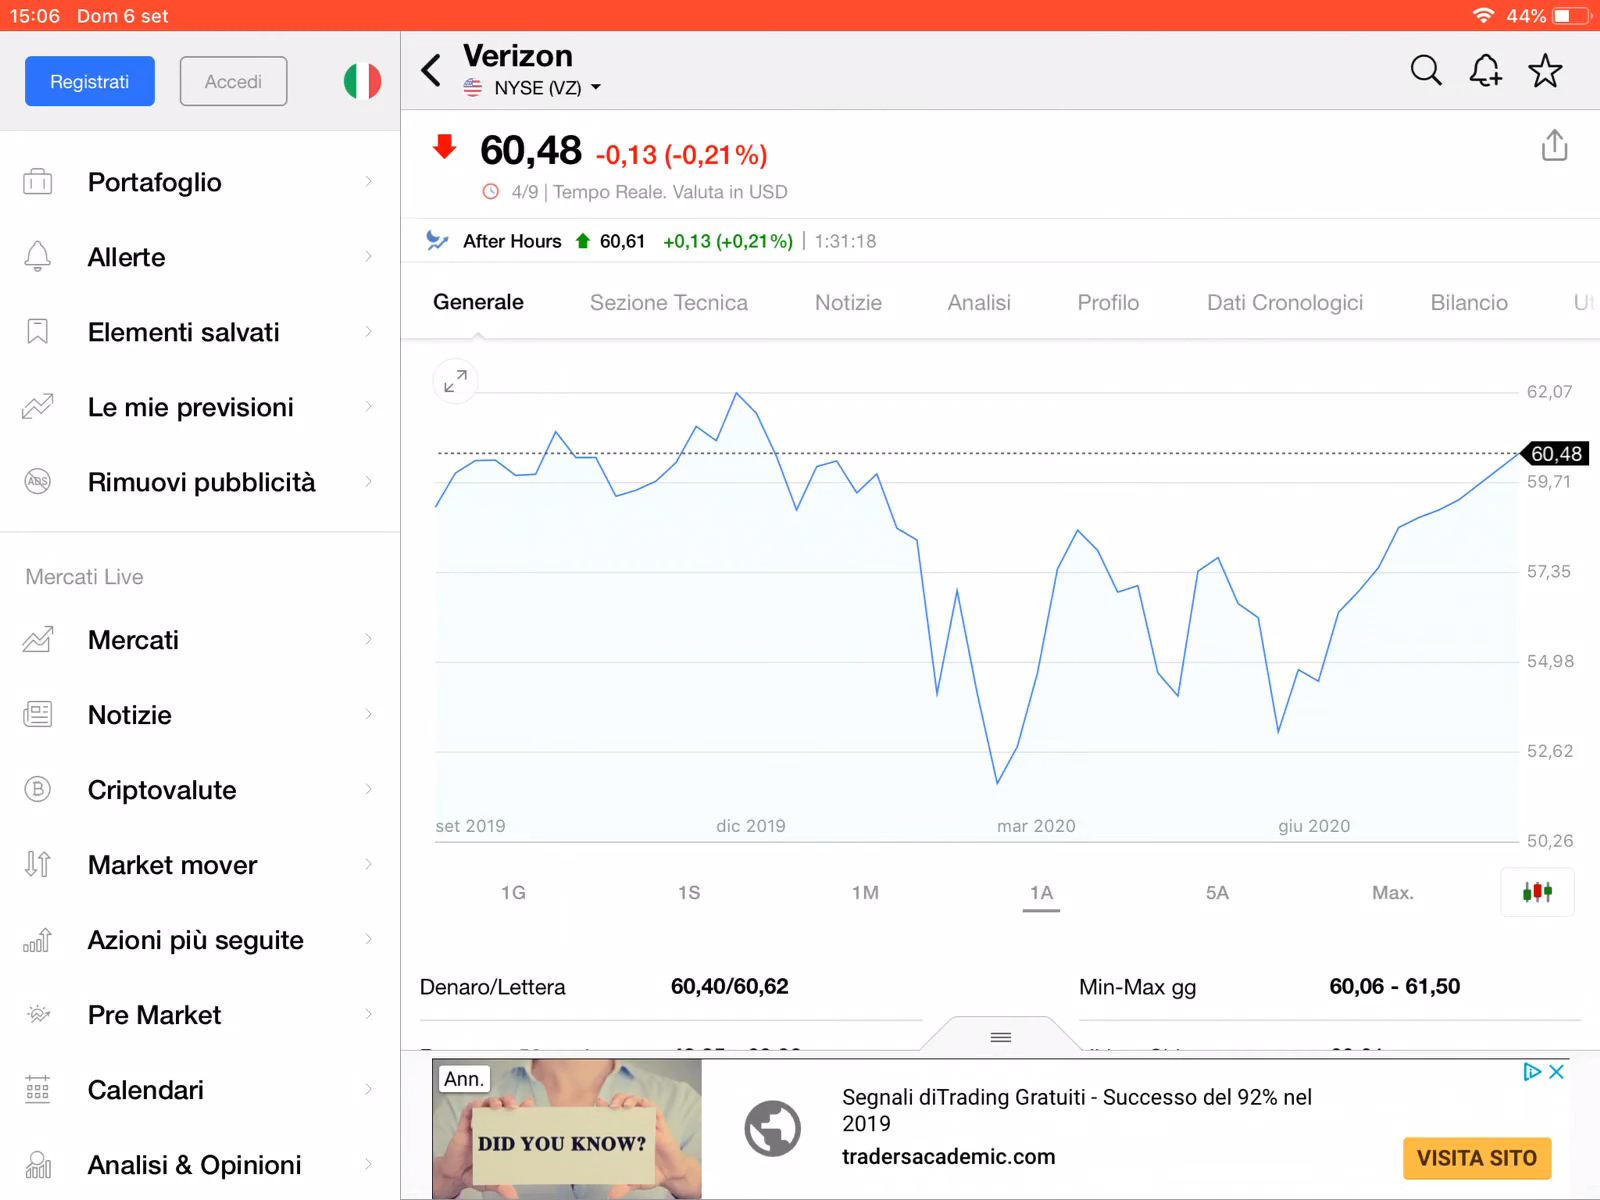 15:06 Dom 6 set
44%
Registrati
Accedi
Portafoglio
Allerte
Elementi salvati
Le mie previsioni
ADS
Rimuovi pubblicità
Mercati Live
Mercati
Notizie
Criptovalute
Market mover
Azioni più seguite
Pre Market
Calendari
Analisi & Opinioni
Verizon
NYSE (VZ)
60,48 -0,13 (-0,21%)
4/9 | Tempo Reale. Valuta in USD
After Hours 60,61 +0,13 (+0,21%) | 1:31:18
Generale Sezione Tecnica Notizie Analisi Profilo Dati Cronologici Bilancio Ut
62,07
60,48
59,71
57,35
54,98
52,62
50,26
set 2019 dic 2019 mar 2020 giu 2020
1G 1S 1M 1A 5A Max.
Denaro/Lettera 60,40/60,62
Min-Max gg 60,06 - 61,50
Ann.
DID YOU KNOW?
Segnali diTrading Gratuiti - Successo del 92% nel
2019
tradersacademic.com
VISITA SITO